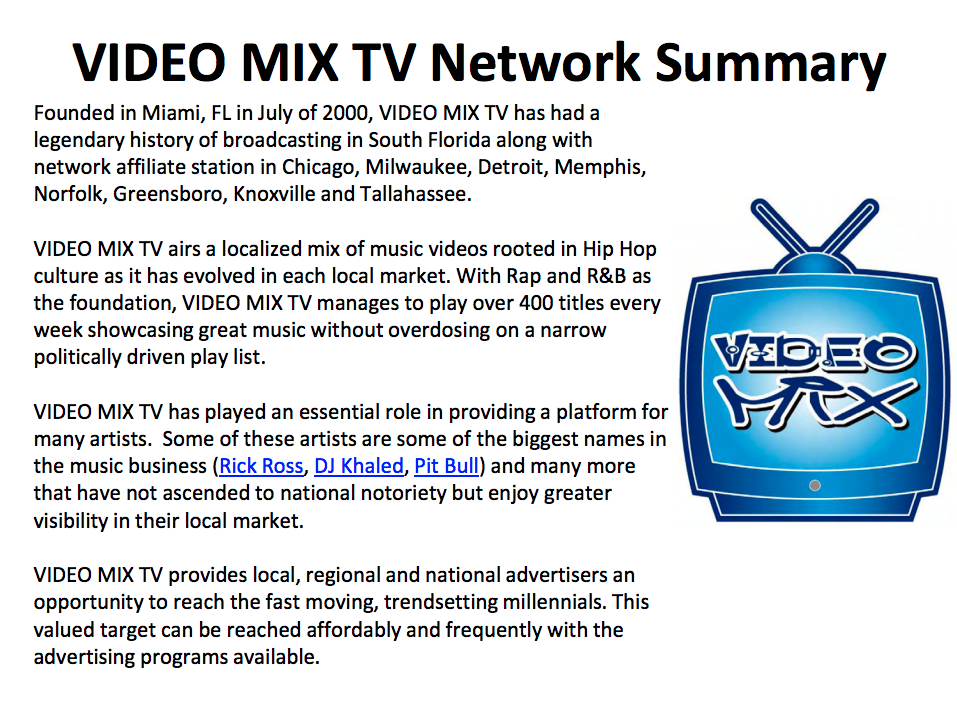 VIDEO MIX TV Network Summary
Founded in Miami, FL in July of 2000, VIDEO MIX TV has had a
legendary history of broadcasting in South Florida along with
network affiliate station in Chicago, Milwaukee, Detroit, Memphis,
Norfolk, Greensboro, Knoxville and Tallahassee.
VIDEO MIX TV airs a localized mix of music videos rooted in Hip Hop
culture as it has evolved in each local market. With Rap and R&B as
the foundation, VIDEO MIX TV manages to play over 400 titles every
week showcasing great music without overdosing on a narrow
politically driven play list.
VIDEO MIX TV has played an essential role in providing a platform for
many artists.  Some of these artists are some of the biggest names in
the music business (Rick Ross, DJ Khaled, Pit Bull) and many more
that have not ascended to national notoriety but enjoy greater
visibility in their local market.
VIDEO MIX TV provides local, regional and national advertisers an
opportunity to reach the fast moving, trendsetting millennials. This
valued target can be reached affordably and frequently with the
advertising programs available.
VIDEO
MIX